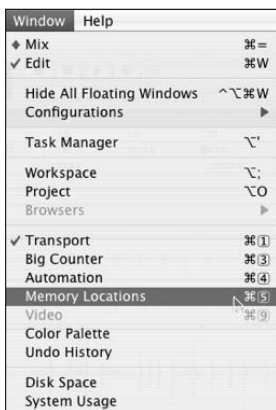 Window Help
◆ Mix ⌘=
✓ Edit ⌘W
Hide All Floating Windows ^⌥⌘W
Configurations ▶
Task Manager ⌥'
Workspace ⌥;
Project ⌥O
Browsers ▶
✓ Transport ⌘1
Big Counter ⌘3
Automation ⌘4
Memory Locations ⌘5
Video ⌘9
Color Palette
Undo History
Disk Space
System Usage